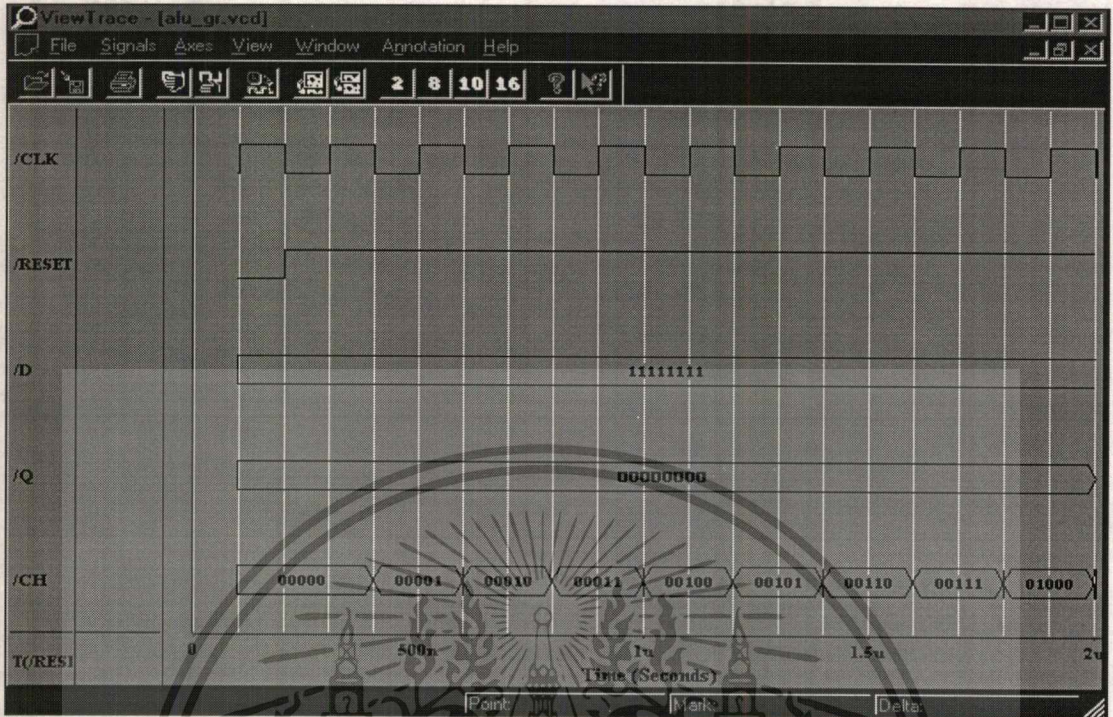 ViewTrace - [alu_gr.vcd]
File Signals Axes View Window Annotation Help
2 8 10 16
/CLK
/RESET
/D 11111111
/Q 00000000
/CH 00000 00001 00010 00011 00100 00101 00110 00111 01000
0 500n 1u 1.5u 2u
T(/RES1
Time (Seconds)
Point: Mark: Delta: